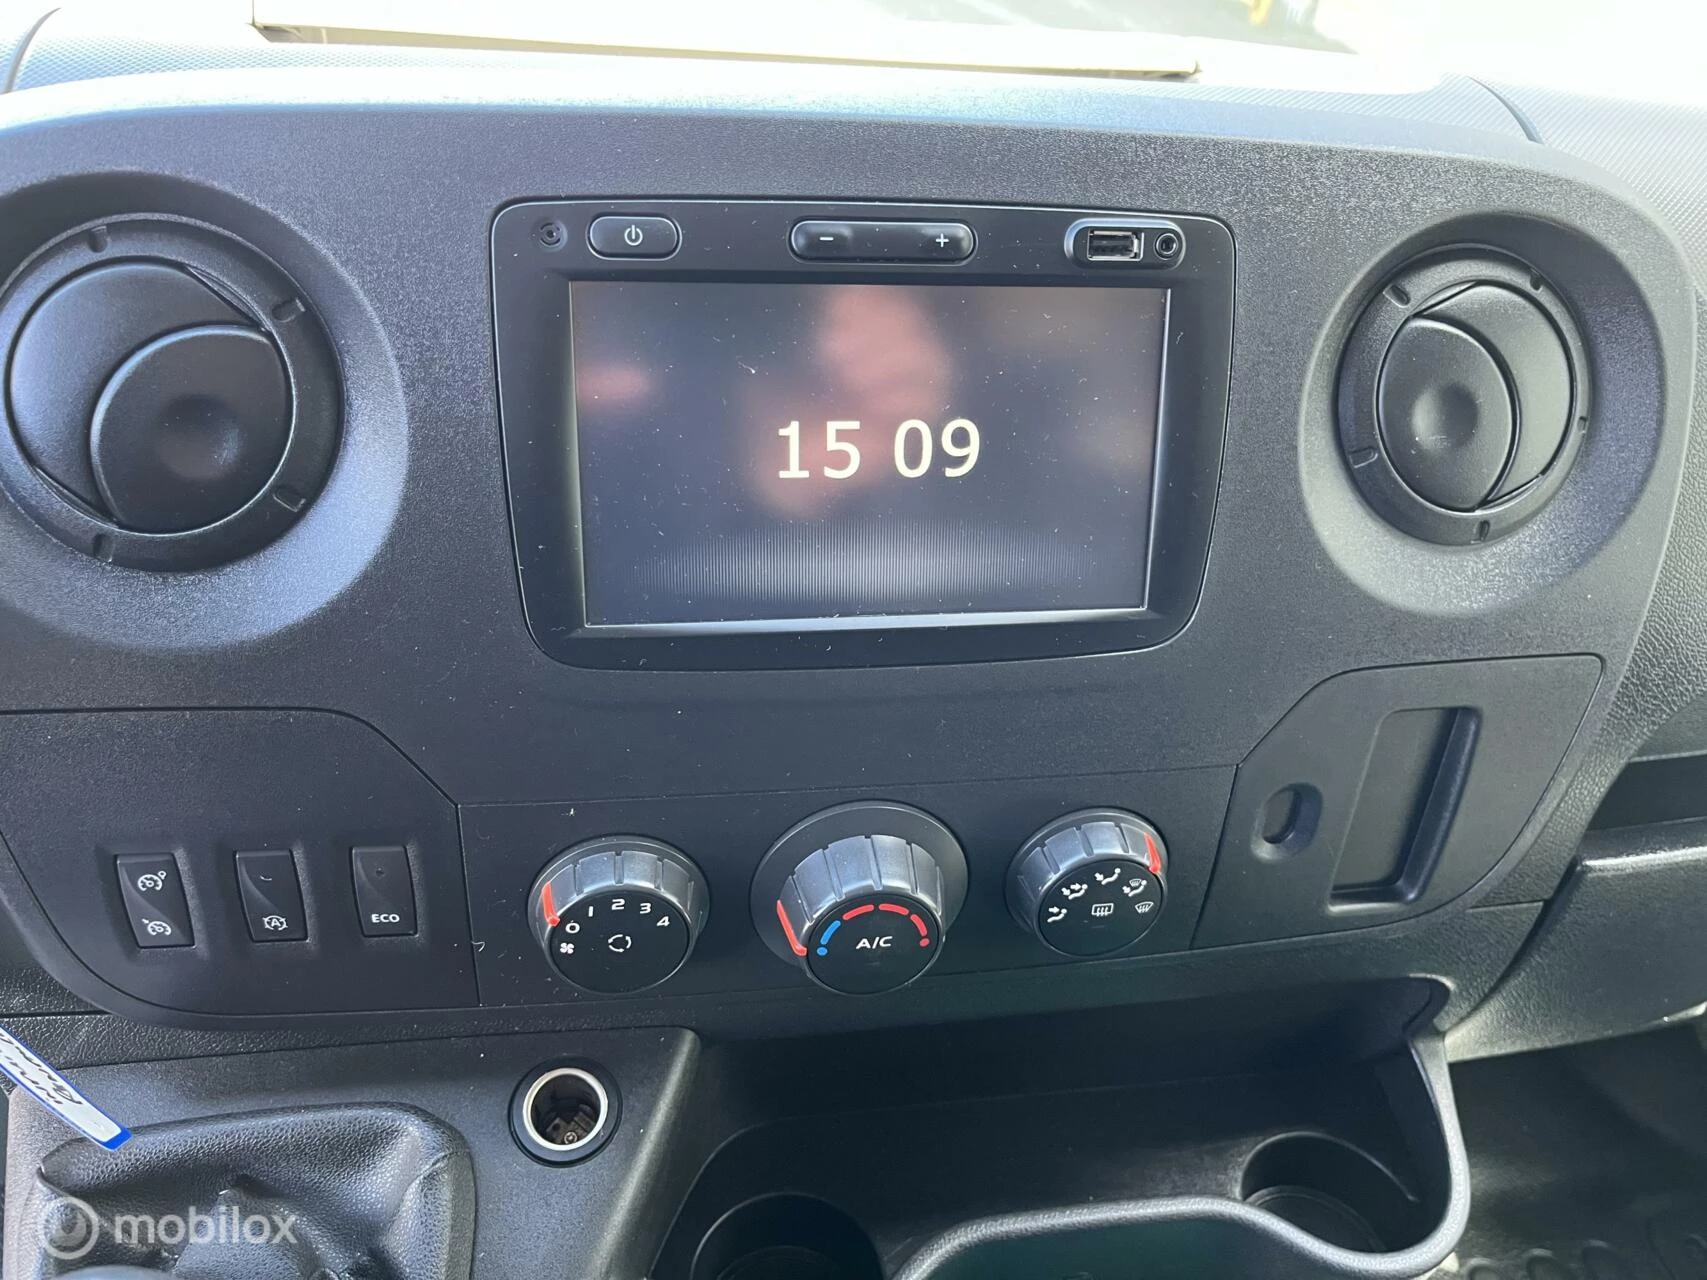 − +
15 09
0 1 2 3 4
A/C
A
ECO
mobilox